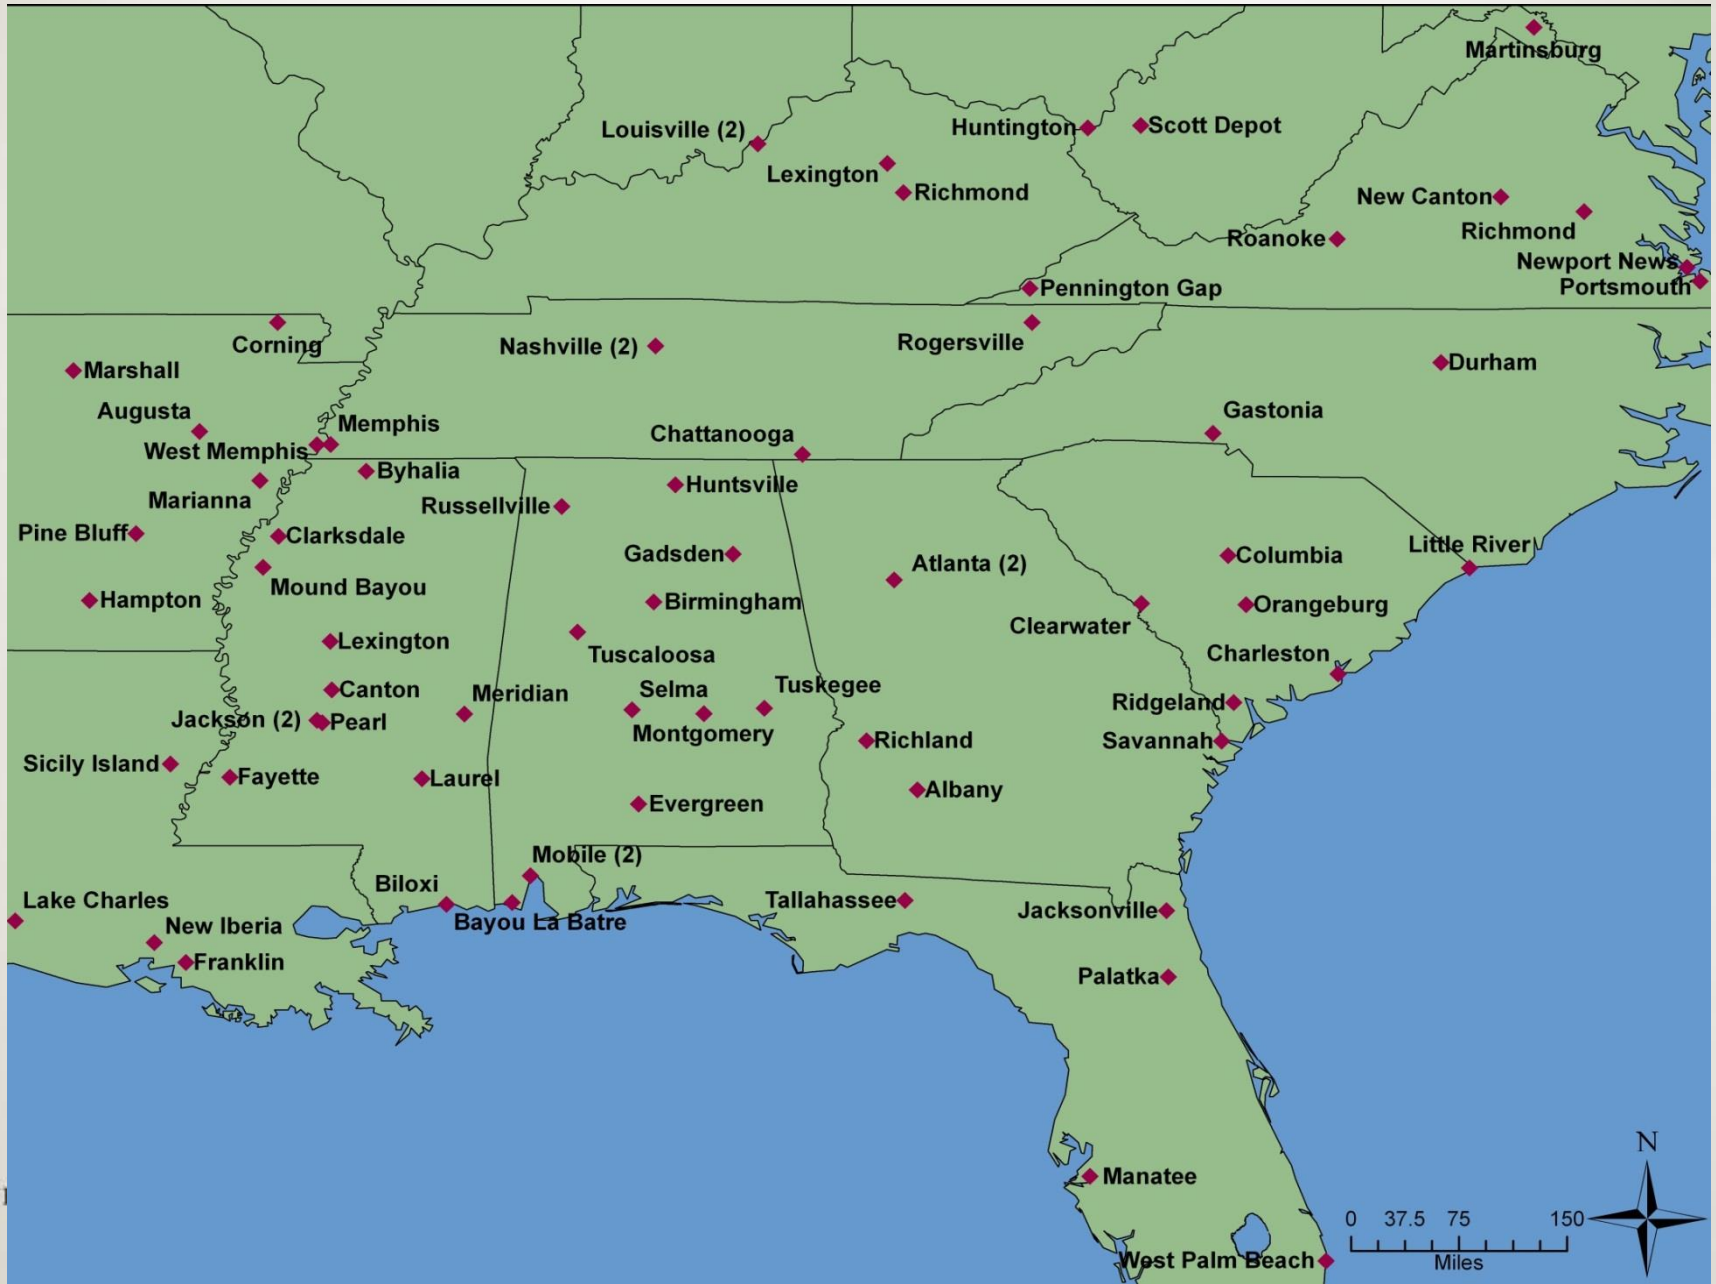 Martinsburg
Louisville (2)
Huntington
Scott Depot
Lexington
Richmond
New Canton
Richmond
Roanoke
Newport News
Portsmouth
Pennington Gap
Corning
Nashville (2)
Rogersville
Marshall
Durham
Augusta
Gastonia
Memphis
West Memphis
Chattanooga
Byhalia
Huntsville
Marianna
Russellville
Pine Bluff
Clarksdale
Gadsden
Little River
Atlanta (2)
Columbia
Mound Bayou
Hampton
Birmingham
Orangeburg
Clearwater
Lexington
Tuscaloosa
Charleston
Canton
Meridian
Selma
Tuskegee
Ridgeland
Jackson (2)
Pearl
Montgomery
Richland
Savannah
Sicily Island
Fayette
Laurel
Albany
Evergreen
Mobile (2)
Biloxi
Lake Charles
Tallahassee
Jacksonville
New Iberia
Bayou La Batre
Franklin
Palatka
N
Manatee
0 37.5 75 150
West Palm Beach
Miles